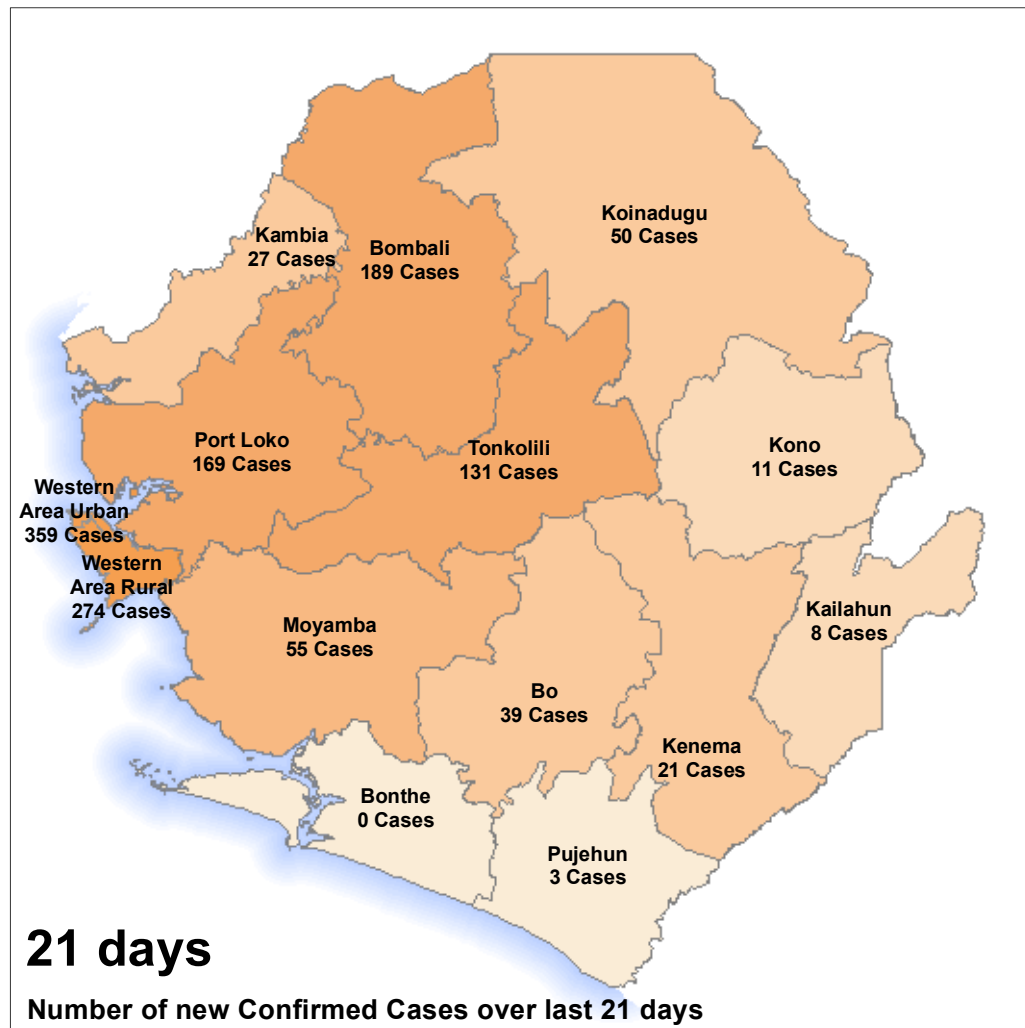 Koinadugu
50 Cases
Kambia
27 Cases
Bombali
189 Cases
Port Loko
169 Cases
Tonkolili
131 Cases
Kono
11 Cases
Western
Area Urban
359 Cases
Western
Area Rural
274 Cases
Moyamba
55 Cases
Kailahun
8 Cases
Bo
39 Cases
Kenema
21 Cases
Bonthe
0 Cases
Pujehun
3 Cases
21 days
Number of new Confirmed Cases over last 21 days